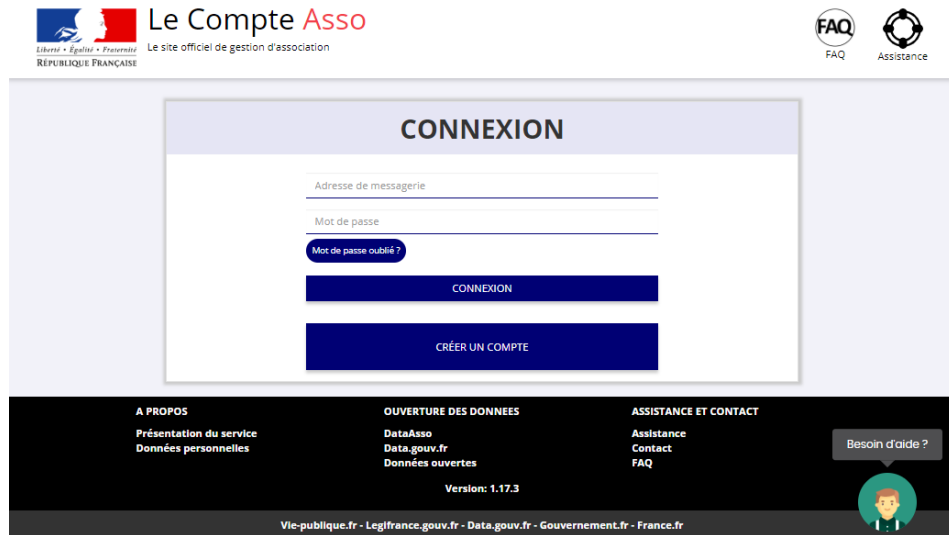 Le Compte Asso
Le site officiel de gestion d'association
Liberté • Égalité • Fraternité
RÉPUBLIQUE FRANÇAISE
FAQ
FAQ
Assistance
CONNEXION
Adresse de messagerie
Mot de passe
Mot de passe oublié ?
CONNEXION
CRÉER UN COMPTE
A PROPOS
Présentation du service
Données personnelles
OUVERTURE DES DONNEES
DataAsso
Data.gouv.fr
Données ouvertes
ASSISTANCE ET CONTACT
Assistance
Contact
FAQ
Besoin d'aide ?
Version: 1.17.3
Vie-publique.fr - Legifrance.gouv.fr - Data.gouv.fr - Gouvernement.fr - France.fr